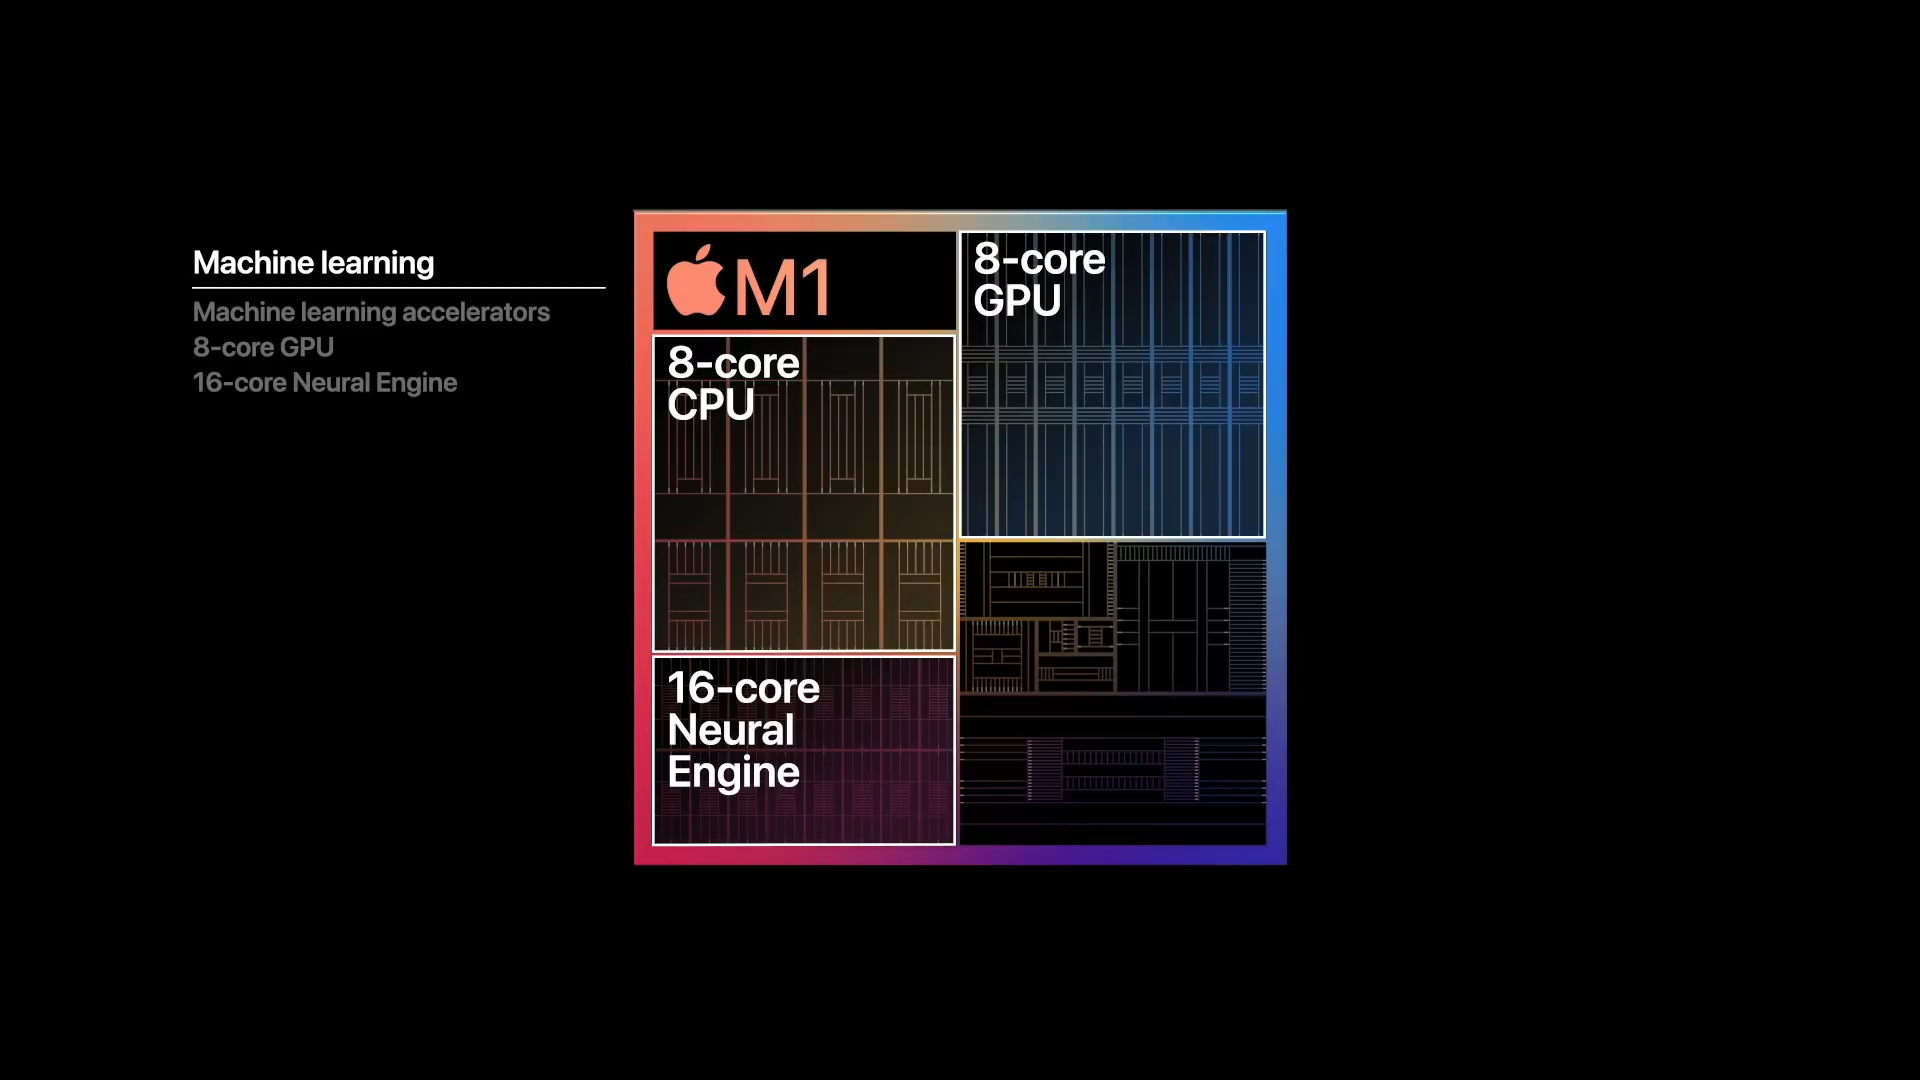 Machine learning
Machine learning accelerators
8-core GPU
16-core Neural Engine
M1
8-core
CPU
16-core
Neural
Engine
8-core
GPU